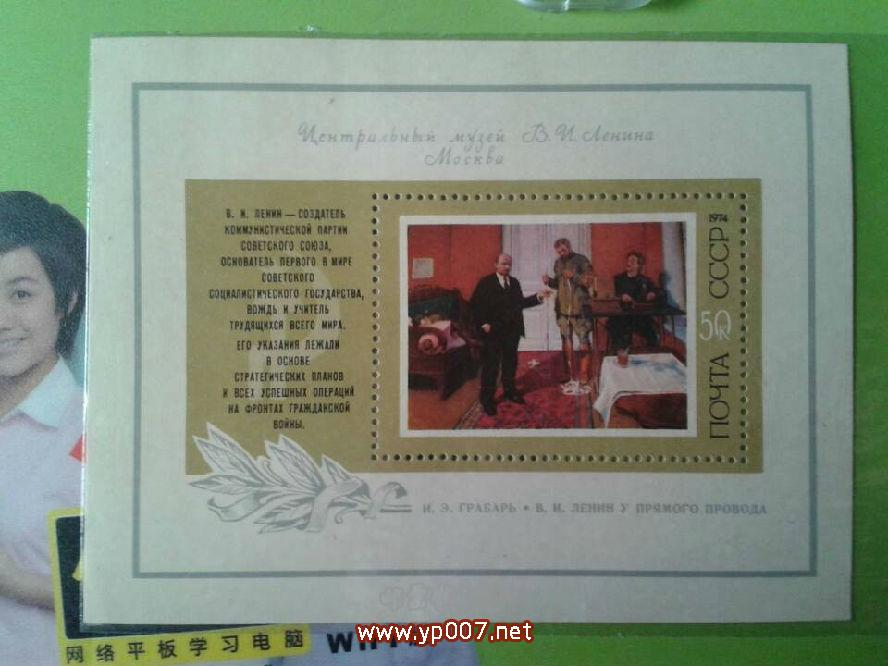 Центральный музей В.И. Ленина
Москва
В. И. ЛЕНИН — СОЗДАТЕЛЬ
КОММУНИСТИЧЕСКОЙ ПАРТИИ
СОВЕТСКОГО СОЮЗА,
ОСНОВАТЕЛЬ ПЕРВОГО В МИРЕ
СОВЕТСКОГО
СОЦИАЛИСТИЧЕСКОГО ГОСУДАРСТВА,
ВОЖДЬ И УЧИТЕЛЬ
ТРУДЯЩИХСЯ ВСЕГО МИРА.
ЕГО УКАЗАНИЯ ЛЕЖАЛИ
В ОСНОВЕ
СТРАТЕГИЧЕСКИХ ПЛАНОВ
И ВСЕХ УСПЕШНЫХ ОПЕРАЦИЙ
НА ФРОНТАХ ГРАЖДАНСКОЙ
ВОЙНЫ.
ПОЧТА СССР 1974
50К
И. Э. ГРАБАРЬ • В. И. ЛЕНИН У ПРЯМОГО ПРОВОДА
网络平板学习电脑
www.yp007.net